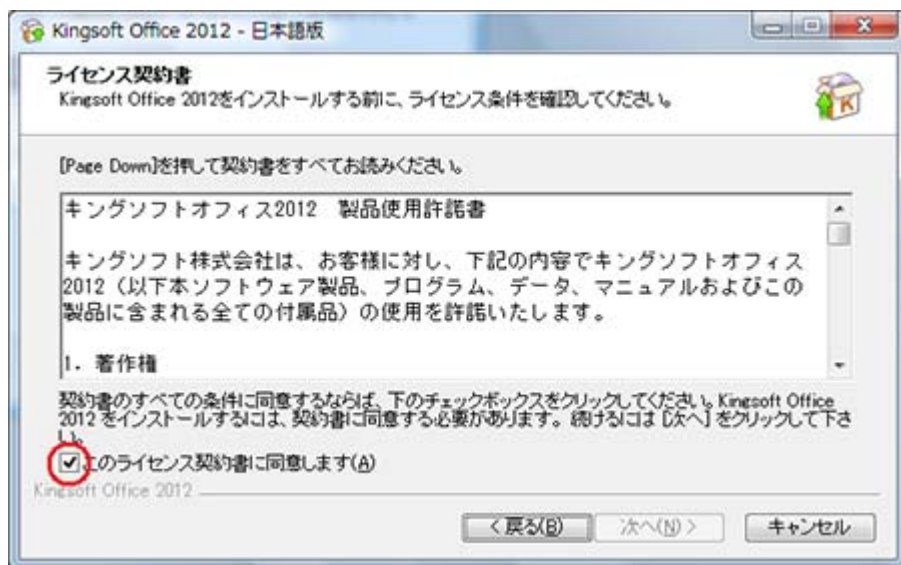 Kingsoft Office 2012 - 日本語版
ライセンス契約書
Kingsoft Office 2012をインストールする前に、ライセンス条件を確認してください。
K
[Page Down]を押して契約書をすべてお読みください。
キングソフトオフィス2012　製品使用許諾書
キングソフト株式会社は、お客様に対し、下記の内容でキングソフトオフィス
2012（以下本ソフトウェア製品、プログラム、データ、マニュアルおよびこの
製品に含まれる全ての付属品）の使用を許諾いたします。
1. 著作権
契約書のすべての条件に同意するならば、下のチェックボックスをクリックしてください。Kingsoft Office
2012 をインストールするには、契約書に同意する必要があります。続けるには [次へ] をクリックして下さ
い。
このライセンス契約書に同意します(A)
Kingsoft Office 2012
< 戻る(B)
次へ(N) >
キャンセル